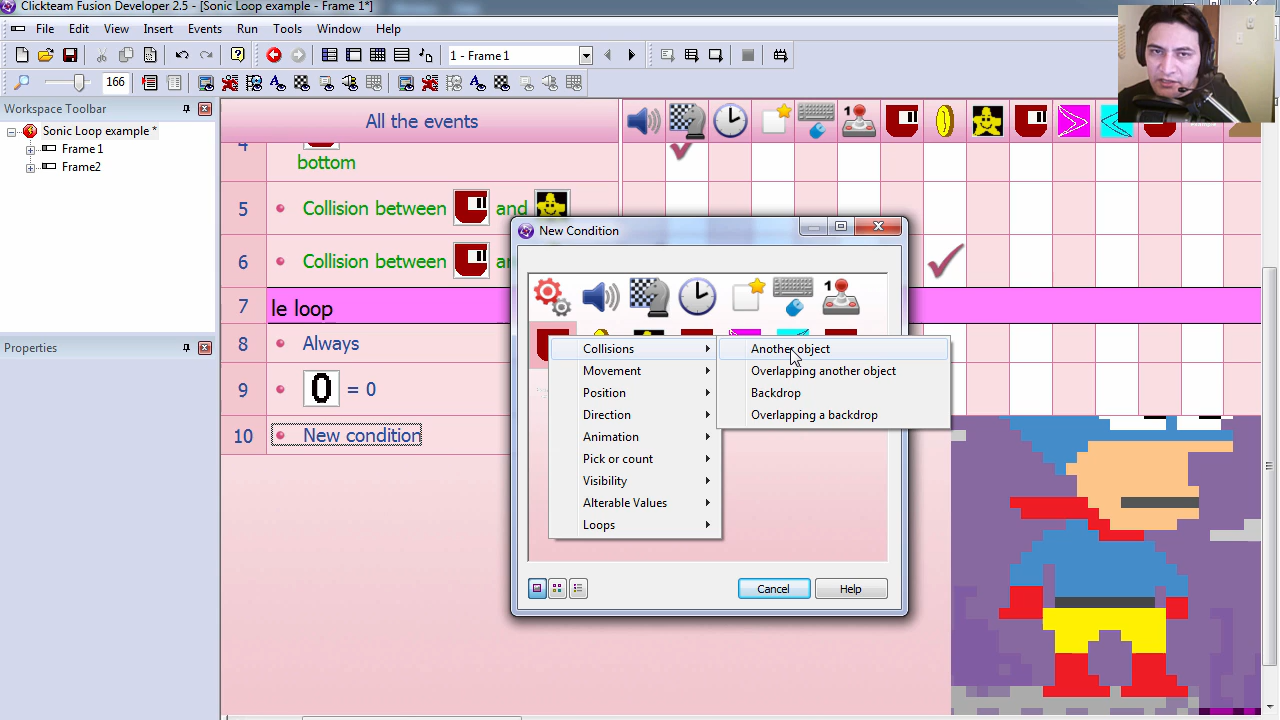 Clickteam Fusion Developer 2.5 - [Sonic Loop example - Frame 1*]
File Edit View Insert Events Run Tools Window Help
1 - Frame 1
166
Workspace Toolbar
Sonic Loop example *
Frame 1
Frame2
Properties
All the events
4
bottom
5 Collision between and
6 Collision between
7 le loop
8 Always
9 0 = 0
10 New condition
New Condition
1
Collisions
Movement
Position
Direction
Animation
Pick or count
Visibility
Alterable Values
Loops
Another object
Overlapping another object
Backdrop
Overlapping a backdrop
Cancel Help